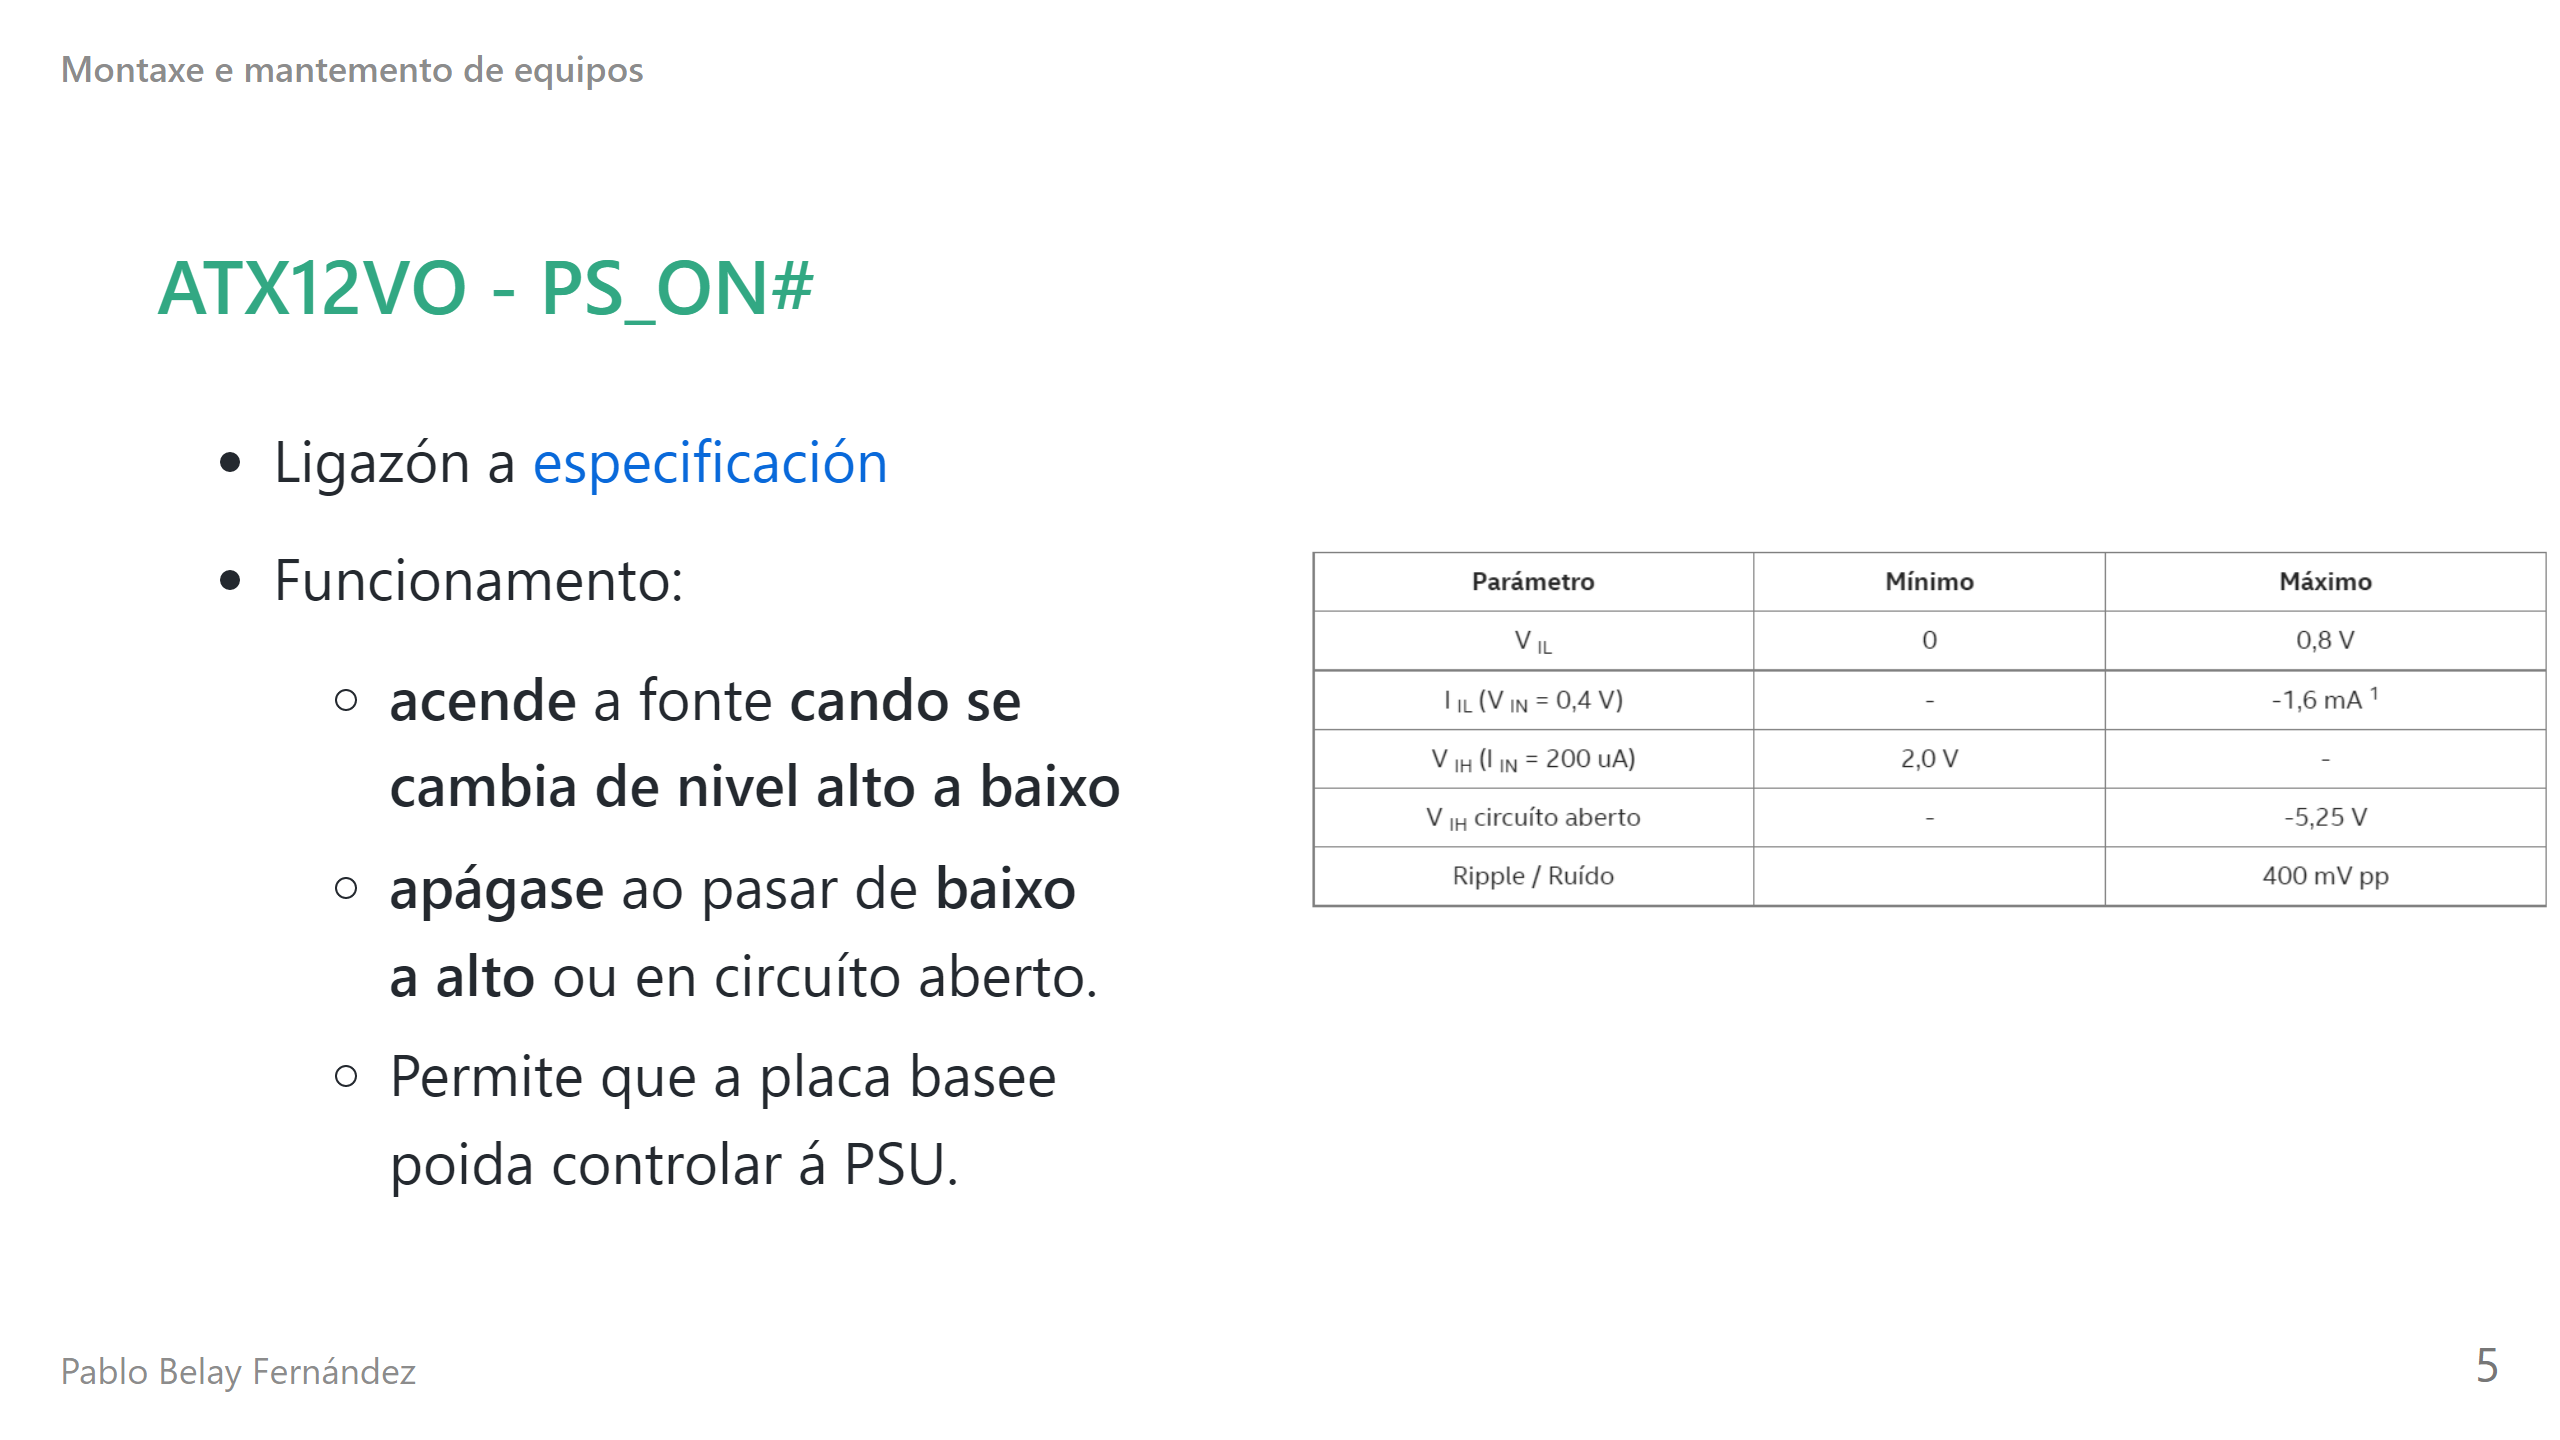 Montaxe e mantemento de equipos
ATX12VO - PS_ON#
• Ligazón a especificación
• Funcionamento:
○ acende a fonte cando se
cambia de nivel alto a baixo
○ apágase ao pasar de baixo
a alto ou en circuíto aberto.
○ Permite que a placa basee
poida controlar á PSU.
Parámetro Mínimo Máximo
V IL 0 0,8 V
I IL (V IN = 0,4 V) - -1,6 mA 1
V IH (I IN = 200 uA) 2,0 V -
V IH circuíto aberto - -5,25 V
Ripple / Ruído 400 mV pp
Pablo Belay Fernández
5